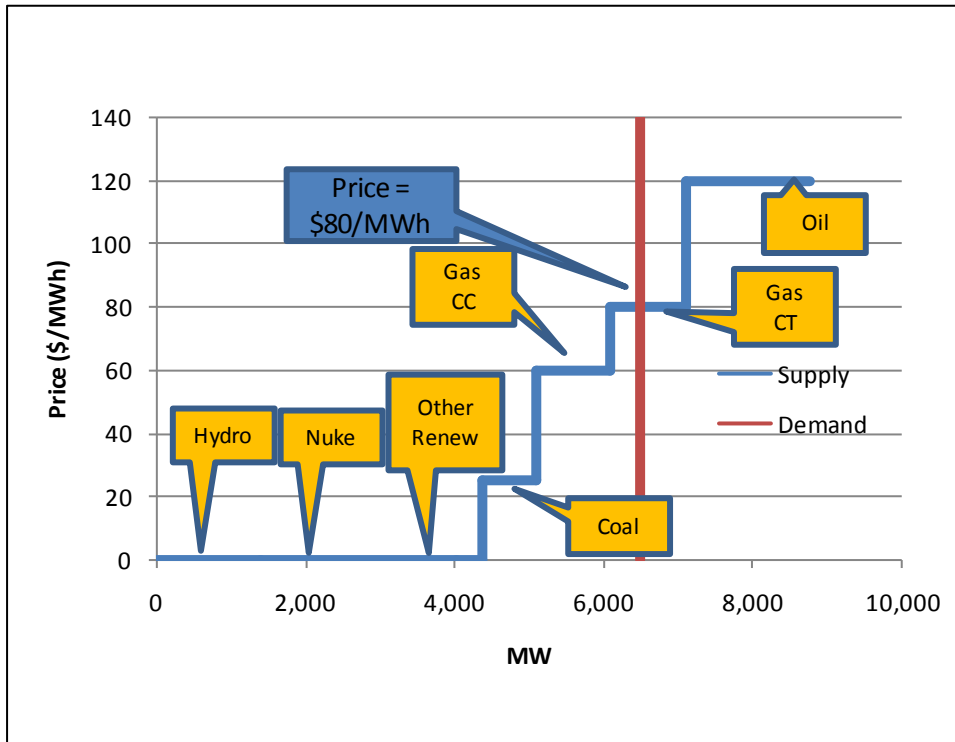 140
120
100
80
60
40
20
0
Price ($/MWh)
Price =
$80/MWh
Gas
CC
Oil
Gas
CT
Hydro
Nuke
Other
Renew
Coal
Supply
Demand
0
2,000
4,000
6,000
8,000
10,000
MW